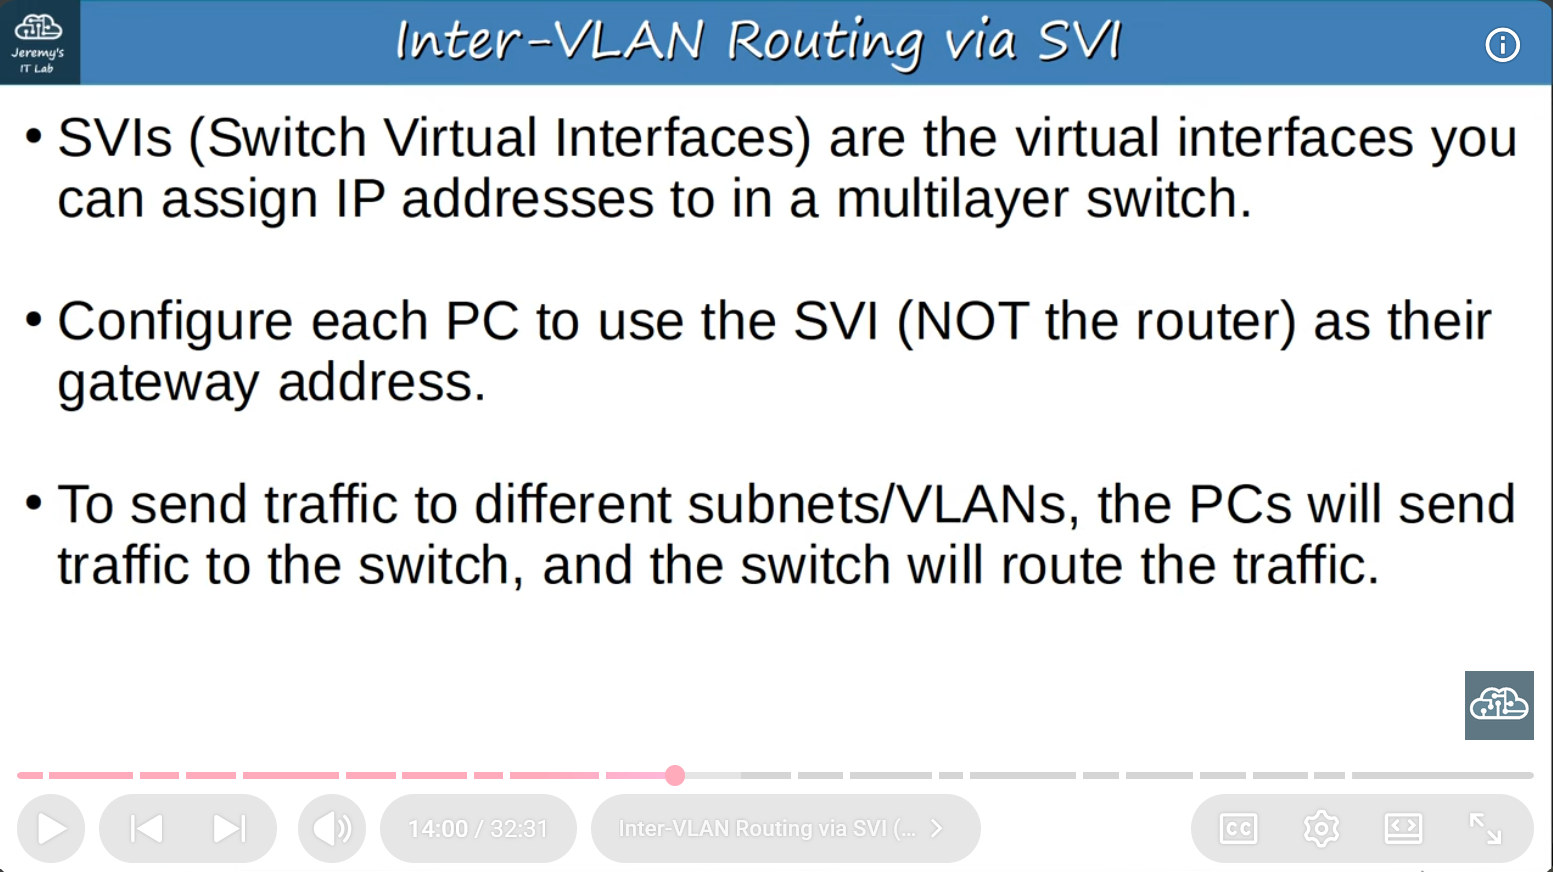 Jeremy's
IT Lab
Inter-VLAN Routing via SVI
• SVIs (Switch Virtual Interfaces) are the virtual interfaces you
can assign IP addresses to in a multilayer switch.
• Configure each PC to use the SVI (NOT the router) as their
gateway address.
• To send traffic to different subnets/VLANs, the PCs will send
traffic to the switch, and the switch will route the traffic.
14:00 / 32:31
Inter-VLAN Routing via SVI (...
CC